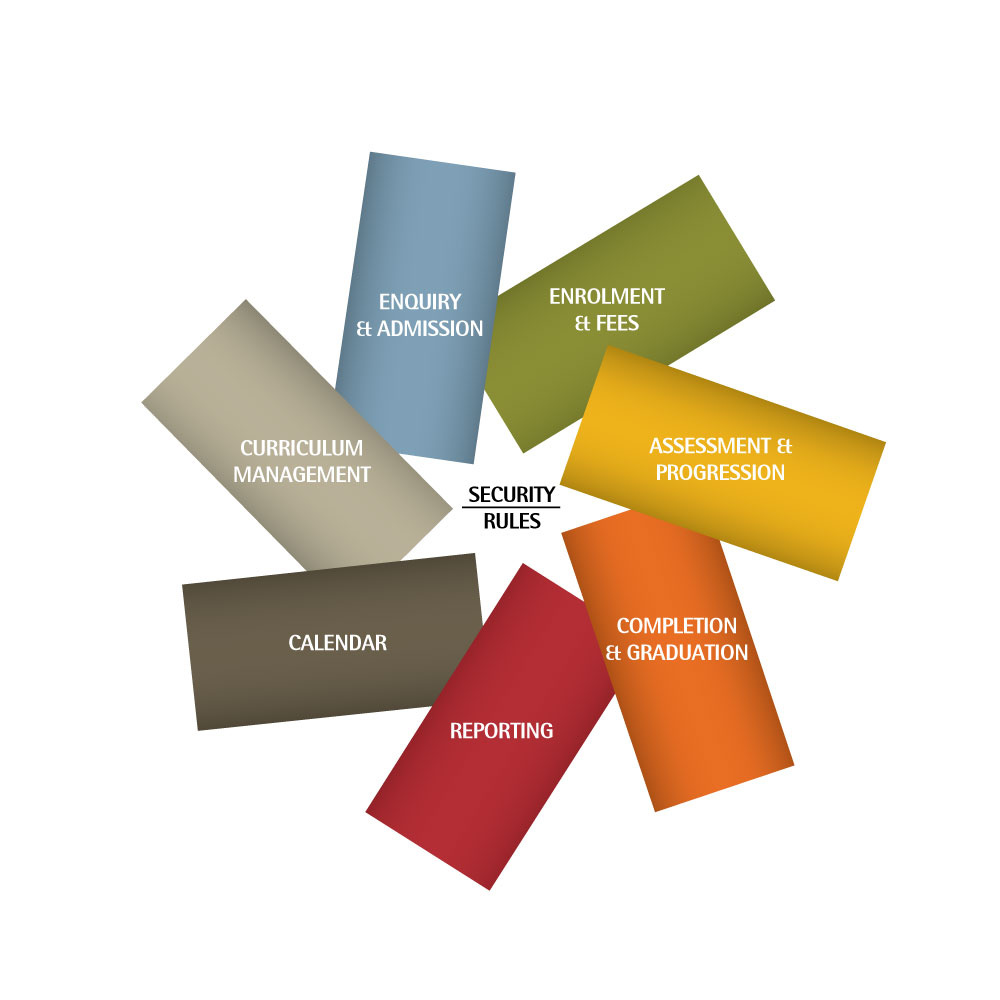 ENQUIRY
& ADMISSION
ENROLMENT
& FEES
ASSESSMENT &
PROGRESSION
COMPLETION
& GRADUATION
REPORTING
CALENDAR
CURRICULUM
MANAGEMENT
SECURITY
RULES